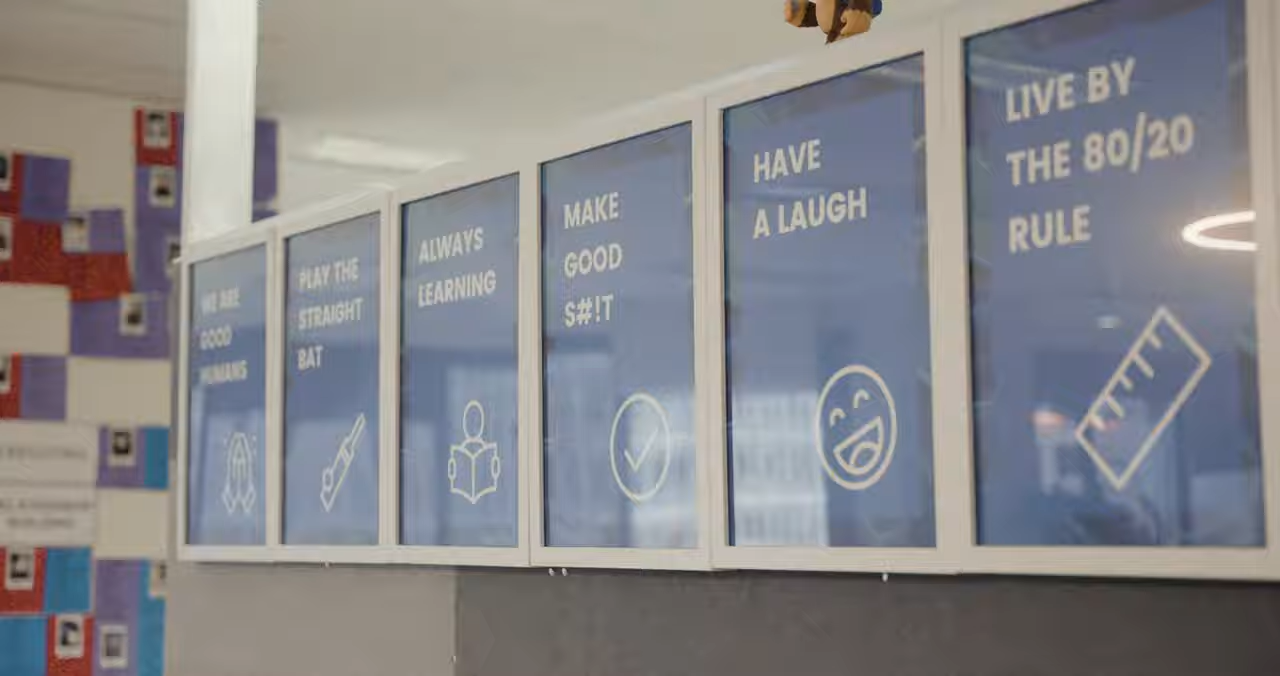 WE ARE
GOOD
HUMANS
PLAY THE
STRAIGHT
BAT
ALWAYS
LEARNING
MAKE
GOOD
S#!T
HAVE
A LAUGH
LIVE BY
THE 80/20
RULE